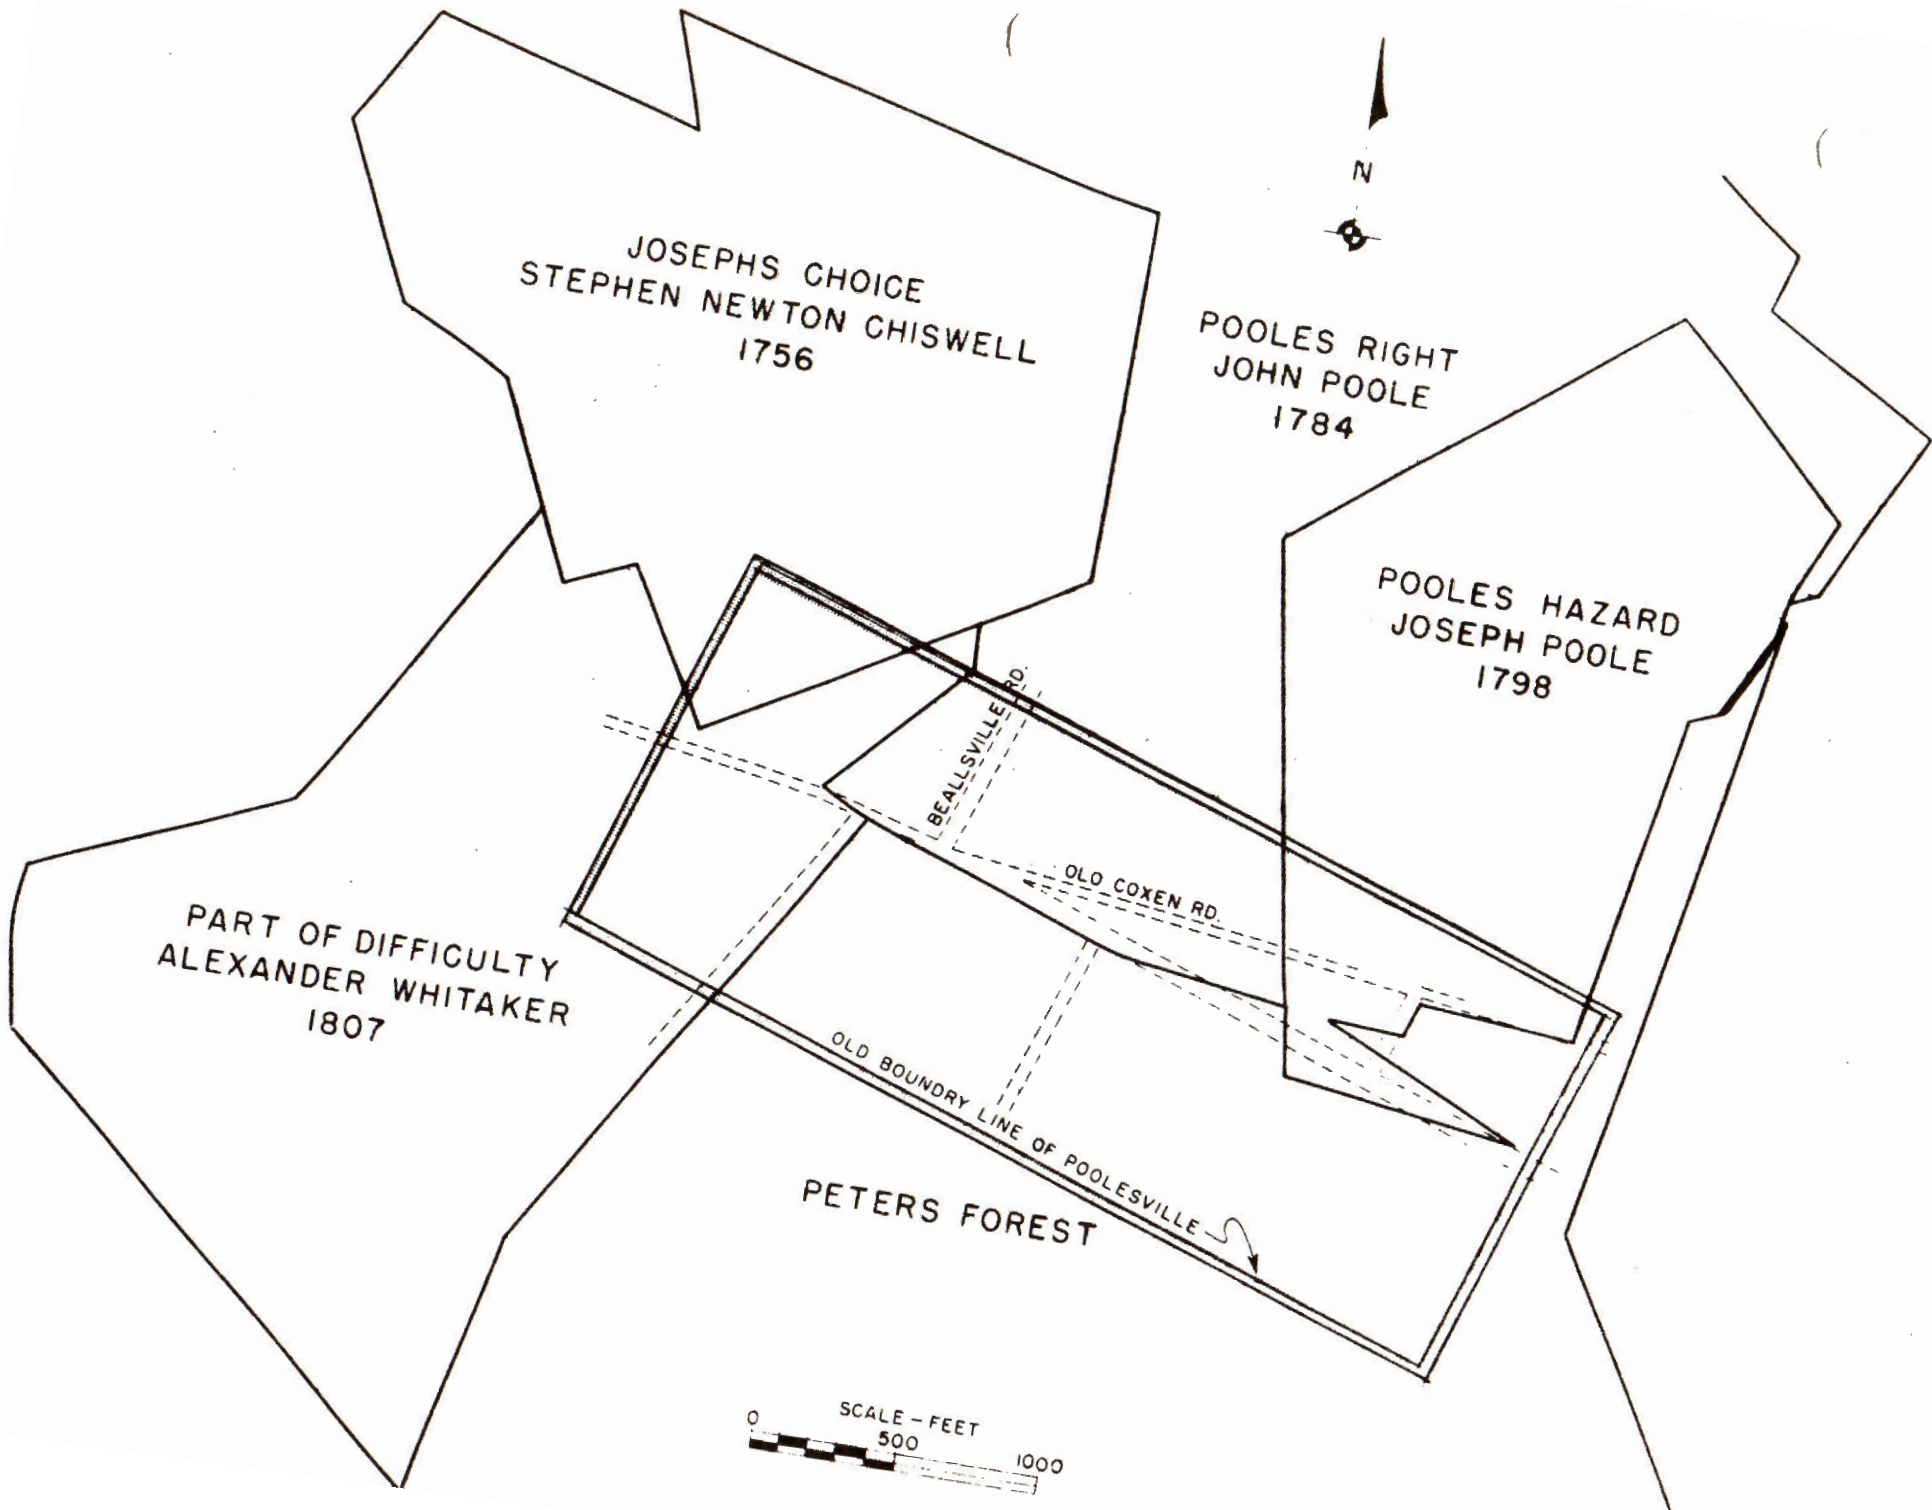 N
JOSEPHS CHOICE
STEPHEN NEWTON CHISWELL
1756
POOLES RIGHT
JOHN POOLE
1784
POOLES HAZARD
JOSEPH POOLE
1798
BEALLSVILLE RD.
OLD COXEN RD.
PART OF DIFFICULTY
ALEXANDER WHITAKER
1807
OLD BOUNDRY LINE OF POOLESVILLE
PETERS FOREST
SCALE - FEET
0 500 1000